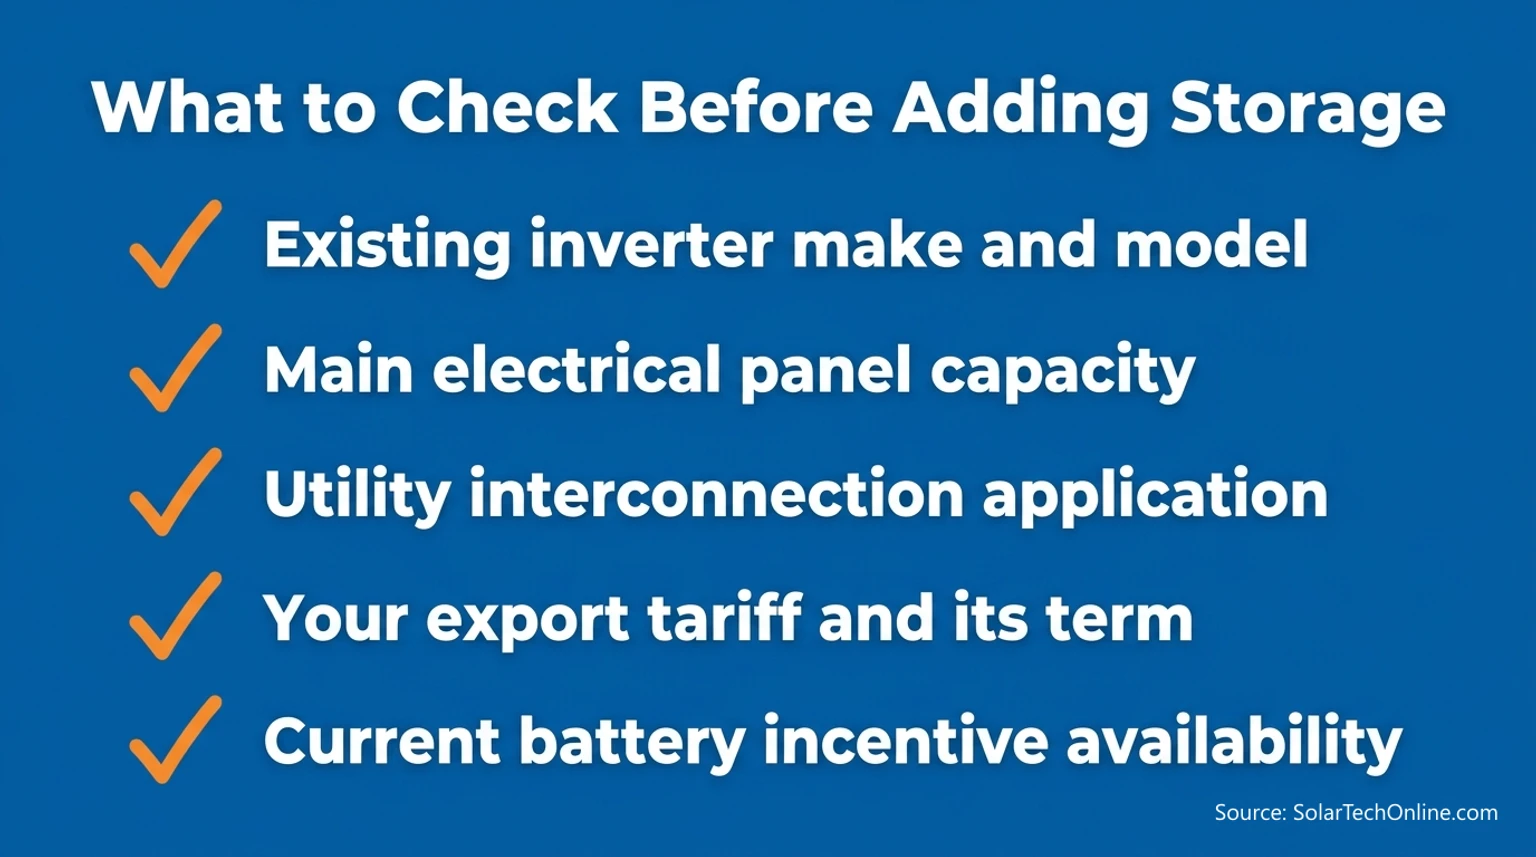 What to Check Before Adding Storage
Existing inverter make and model
Main electrical panel capacity
Utility interconnection application
Your export tariff and its term
Current battery incentive availability
Source: SolarTechOnline.com